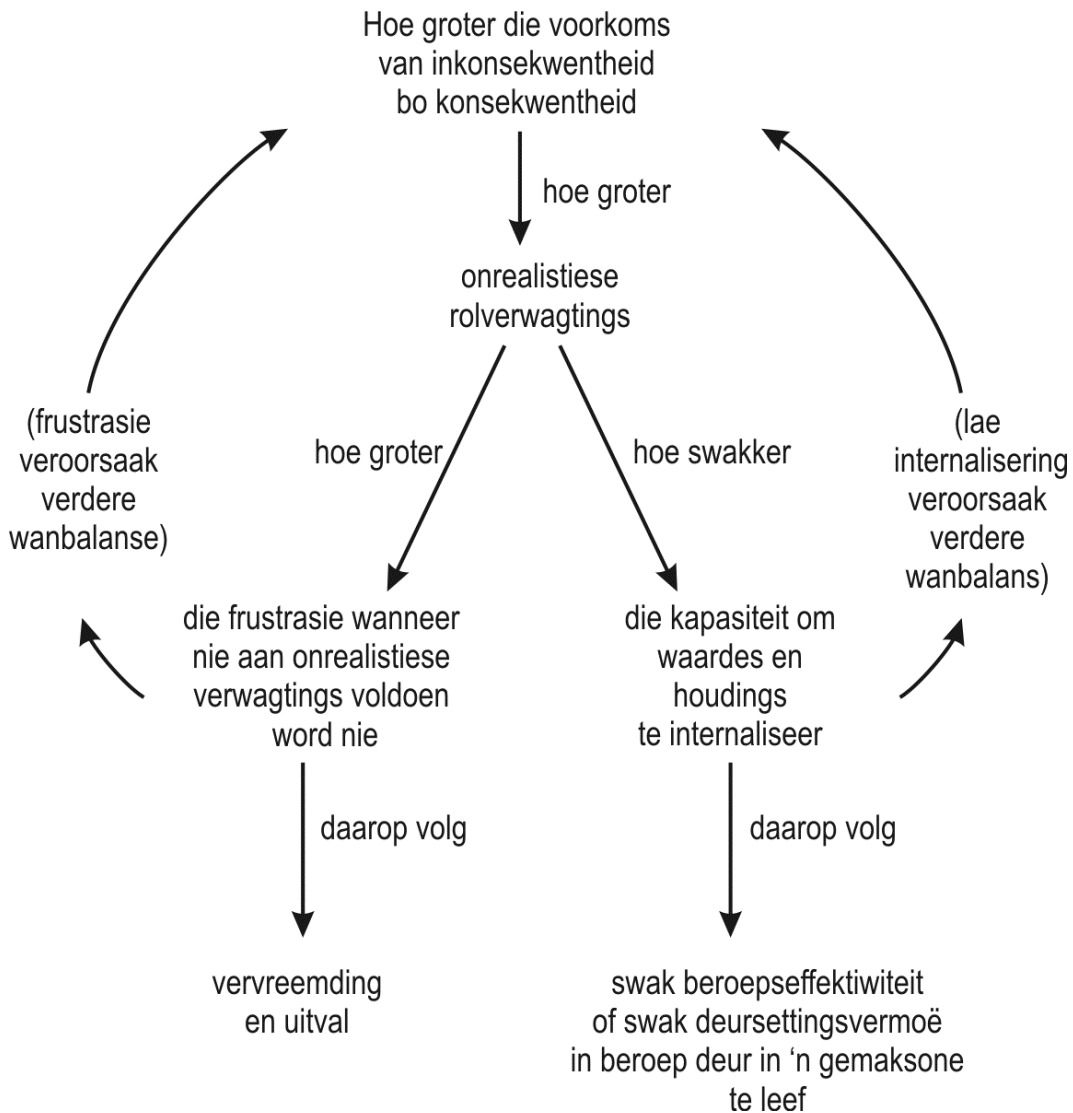 Hoe groter die voorkoms
van inkonsekwentheid
bo konsekwentheid
hoe groter
onrealistiese
rolverwagtings
(frustrasie
veroorsaak
verdere
wanbalanse)
hoe groter
hoe swakker
(lae
internalisering
veroorsaak
verdere
wanbalans)
die frustrasie wanneer
nie aan onrealistiese
verwagtings voldoen
word nie
die kapasiteit om
waardes en
houdings
te internaliseer
daarop volg
daarop volg
vervreemding
en uitval
swak beroepseffektiwiteit
of swak deursettingsvermoë
in beroep deur in ‘n gemaksone
te leef